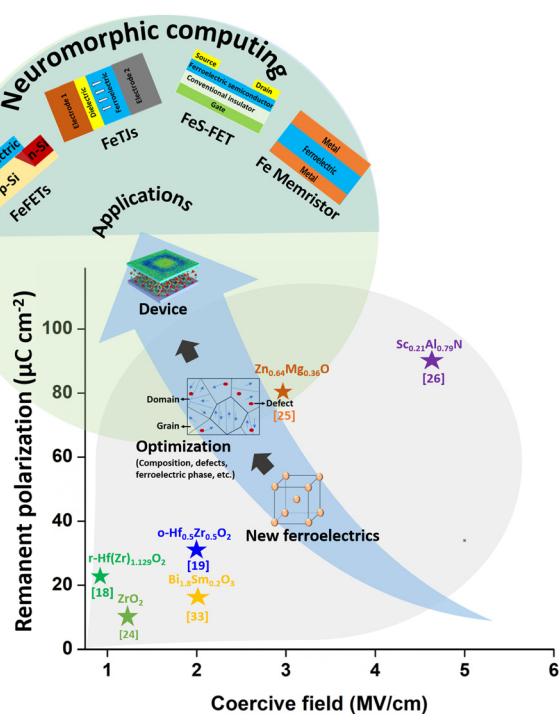 Neuromorphic computing
ctric
n-Si
p-Si
FeFETs
Electrode 1
Dielectric
Ferroelectric
Electrode 2
FeTJs
Source
Drain
Ferroelectric semiconductor
Conventional insulator
Gate
FeS-FET
Metal
Ferroelectric
Metal
Fe Memristor
Applications
Device
Remanent polarization (µC cm⁻²)
100
80
60
40
20
0
Sc₀.₂₁Al₀.₇₉N
[26]
Zn₀.₆₄Mg₀.₃₆O
[25]
Domain
Defect
Grain
Optimization
(Composition, defects,
ferroelectric phase, etc.)
New ferroelectrics
o-Hf₀.₅Zr₀.₅O₂
[19]
r-Hf(Zr)₁.₁₂₉O₂
[18]
Bi₁.₈Sm₀.₂O₃
[33]
ZrO₂
[24]
1 2 3 4 5 6
Coercive field (MV/cm)